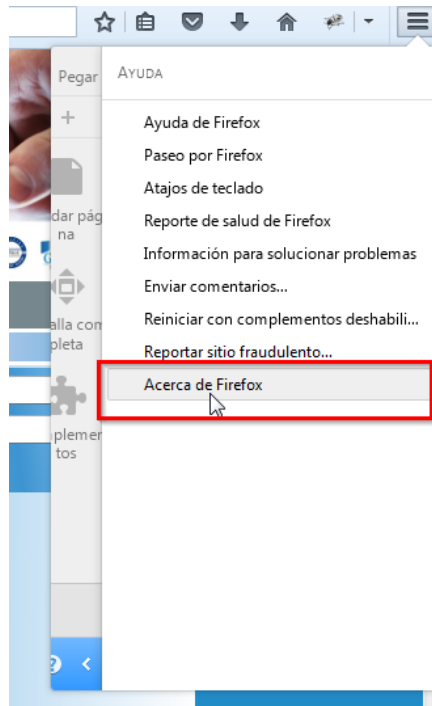 Pegar
AYUDA
+
Ayuda de Firefox
Paseo por Firefox
Atajos de teclado
dar pág
na
Reporte de salud de Firefox
Información para solucionar problemas
Enviar comentarios...
alla com
pleta
Reiniciar con complementos deshabili...
Reportar sitio fraudulento...
Acerca de Firefox
plemen
tos
?
<